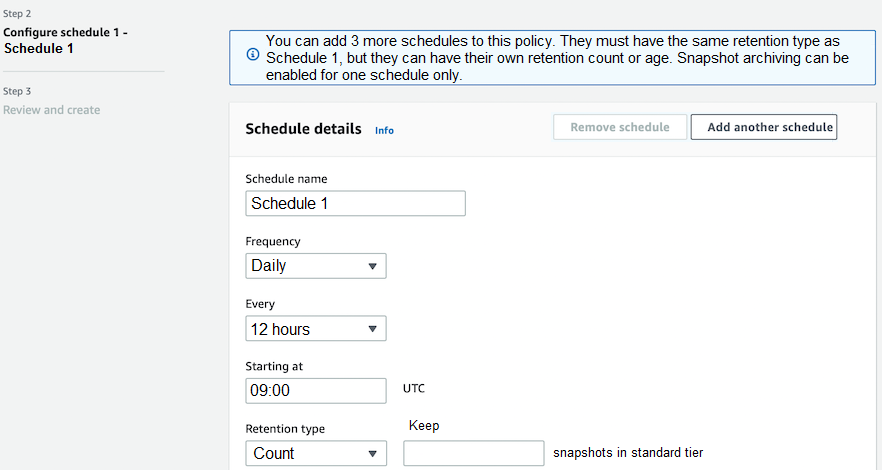 Step 2
Configure schedule 1 -
Schedule 1
Step 3
Review and create
You can add 3 more schedules to this policy. They must have the same retention type as
Schedule 1, but they can have their own retention count or age. Snapshot archiving can be
enabled for one schedule only.
Schedule details Info Remove schedule Add another schedule
Schedule name
Schedule 1
Frequency
Daily
Every
12 hours
Starting at
09:00 UTC
Retention type Keep
Count snapshots in standard tier